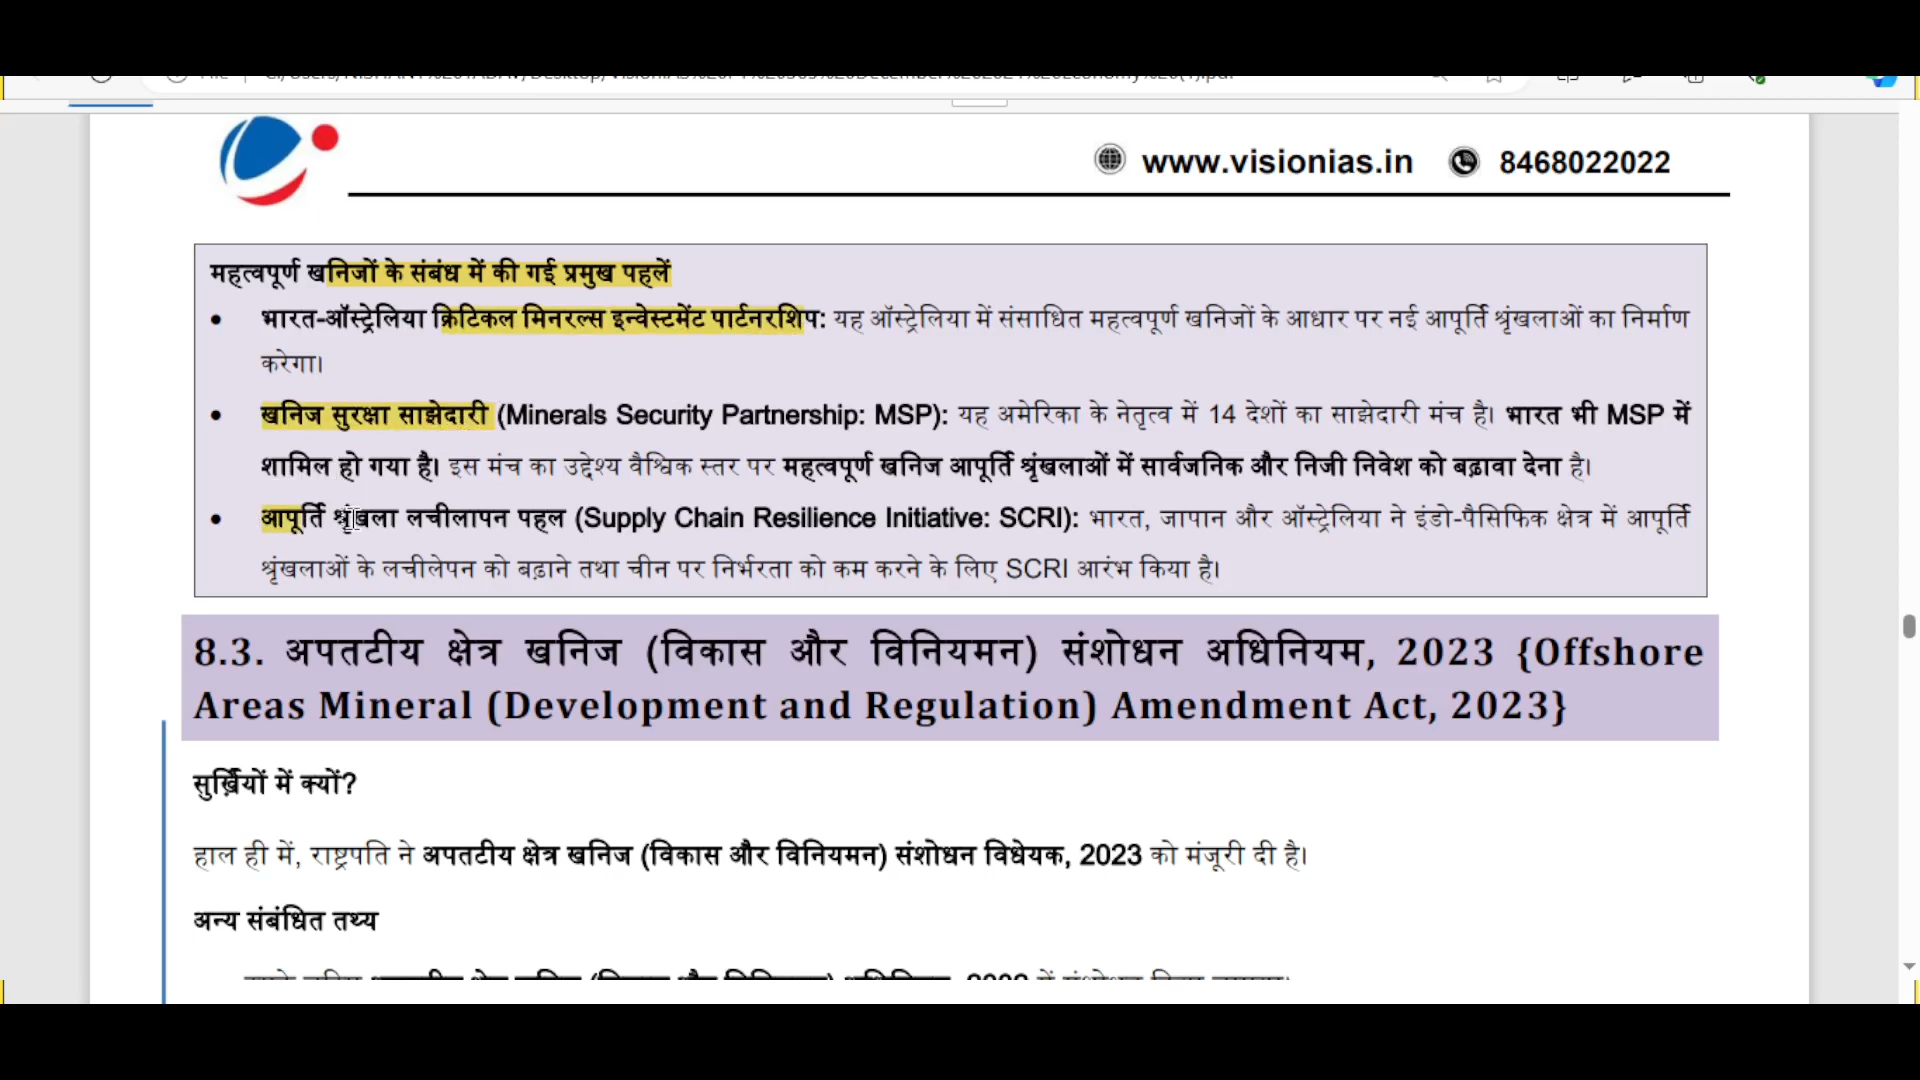 www.visionias.in 8468022022
महत्वपूर्ण खनिजों के संबंध में की गई प्रमुख पहलें
• भारत-ऑस्ट्रेलिया क्रिटिकल मिनरल्स इन्वेस्टमेंट पार्टनरशिप: यह ऑस्ट्रेलिया में संसाधित महत्वपूर्ण खनिजों के आधार पर नई आपूर्ति श्रृंखलाओं का निर्माण
करेगा।
• खनिज सुरक्षा साझेदारी (Minerals Security Partnership: MSP): यह अमेरिका के नेतृत्व में 14 देशों का साझेदारी मंच है। भारत भी MSP में
शामिल हो गया है। इस मंच का उद्देश्य वैश्विक स्तर पर महत्वपूर्ण खनिज आपूर्ति श्रृंखलाओं में सार्वजनिक और निजी निवेश को बढ़ावा देना है।
• आपूर्ति श्रृंखला लचीलापन पहल (Supply Chain Resilience Initiative: SCRI): भारत, जापान और ऑस्ट्रेलिया ने इंडो-पैसिफिक क्षेत्र में आपूर्ति
श्रृंखलाओं के लचीलेपन को बढ़ाने तथा चीन पर निर्भरता को कम करने के लिए SCRI आरंभ किया है।
8.3. अपतटीय क्षेत्र खनिज (विकास और विनियमन) संशोधन अधिनियम, 2023 {Offshore
Areas Mineral (Development and Regulation) Amendment Act, 2023}
सुर्ख़ियों में क्यों?
हाल ही में, राष्ट्रपति ने अपतटीय क्षेत्र खनिज (विकास और विनियमन) संशोधन विधेयक, 2023 को मंजूरी दी है।
अन्य संबंधित तथ्य